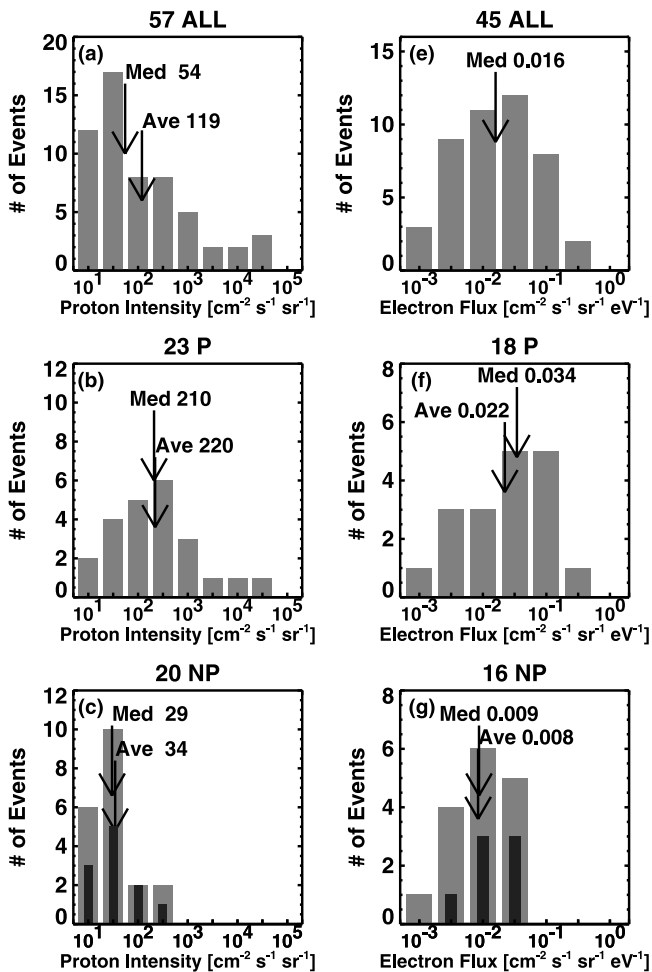 57 ALL
(a)
Med 54
Ave 119
# of Events
20
15
10
5
0
10¹ 10² 10³ 10⁴ 10⁵
Proton Intensity [cm⁻² s⁻¹ sr⁻¹]
45 ALL
(e)
Med 0.016
# of Events
15
10
5
0
10⁻³ 10⁻² 10⁻¹ 10⁰
Electron Flux [cm⁻² s⁻¹ sr⁻¹ eV⁻¹]
23 P
(b)
Med 210
Ave 220
# of Events
12
10
8
6
4
2
0
10¹ 10² 10³ 10⁴ 10⁵
Proton Intensity [cm⁻² s⁻¹ sr⁻¹]
18 P
(f)
Med 0.034
Ave 0.022
# of Events
8
6
4
2
0
10⁻³ 10⁻² 10⁻¹ 10⁰
Electron Flux [cm⁻² s⁻¹ sr⁻¹ eV⁻¹]
20 NP
(c)
Med 29
Ave 34
# of Events
12
10
8
6
4
2
0
10¹ 10² 10³ 10⁴ 10⁵
Proton Intensity [cm⁻² s⁻¹ sr⁻¹]
16 NP
(g)
Med 0.009
Ave 0.008
# of Events
8
6
4
2
0
10⁻³ 10⁻² 10⁻¹ 10⁰
Electron Flux [cm⁻² s⁻¹ sr⁻¹ eV⁻¹]